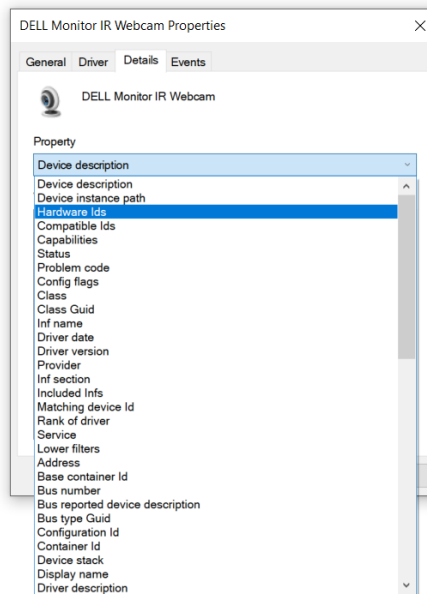 DELL Monitor IR Webcam Properties
General Driver Details Events
DELL Monitor IR Webcam
Property
Device description
Device description
Device instance path
Hardware Ids
Compatible Ids
Capabilities
Status
Problem code
Config flags
Class
Class Guid
Inf name
Driver date
Driver version
Provider
Inf section
Included Infs
Matching device Id
Rank of driver
Service
Lower filters
Address
Base container Id
Bus number
Bus reported device description
Bus type Guid
Configuration Id
Container Id
Device stack
Display name
Driver description